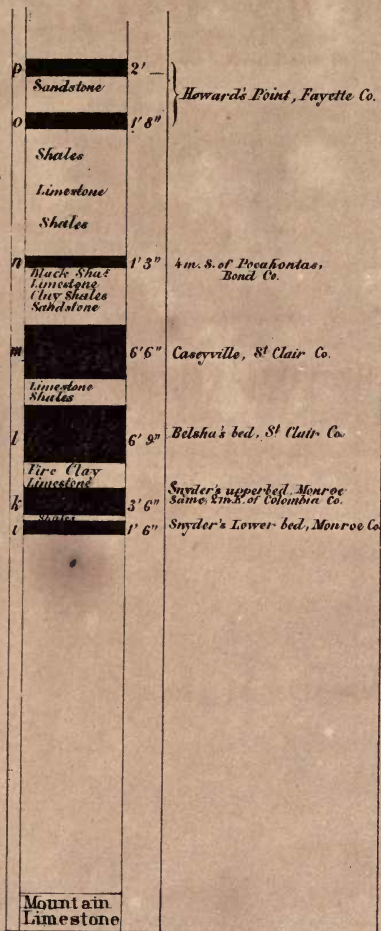 p 2'
Sandstone
Howard's Point, Fayette Co.
o 1' 8"
Shales
Limestone
Shales
n 1' 3" 4 m. S. of Pocahontas,
Bond Co.
Black Shal
Limestone
Clay Shales
Sandstone
m 6' 6" Caseyville, St Clair Co.
Limestone
Shales
l 6' 9" Belsha's bed, St Clair Co.
Fire Clay
Limestone
Snyder's upper bed, Monroe
k 3' 6" Same, 2 m. E. of Colombia Co.
Shales
i 1' 6" Snyder's Lower bed, Monroe Co.
Mountain
Limestone